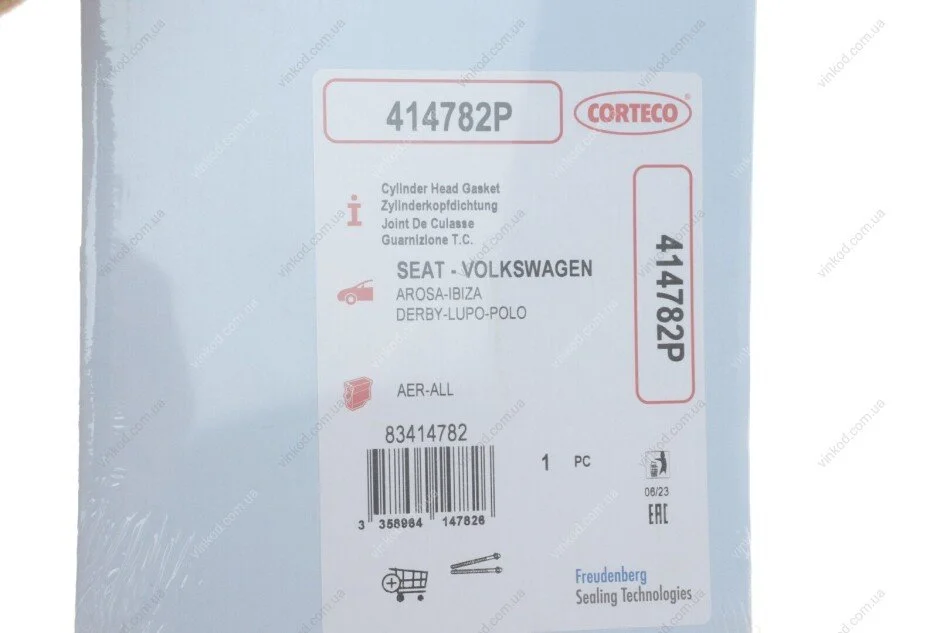 414782P
CORTECO
Cylinder Head Gasket
Zylinderkopfdichtung
Joint De Culasse
Guarnizione T.C.
SEAT - VOLKSWAGEN
AROSA-IBIZA
DERBY-LUPO-POLO
414782P
AER-ALL
83414782
1 PC
06/23
EAC
3 358964 147826
Freudenberg
Sealing Technologies
vinkod.com.ua